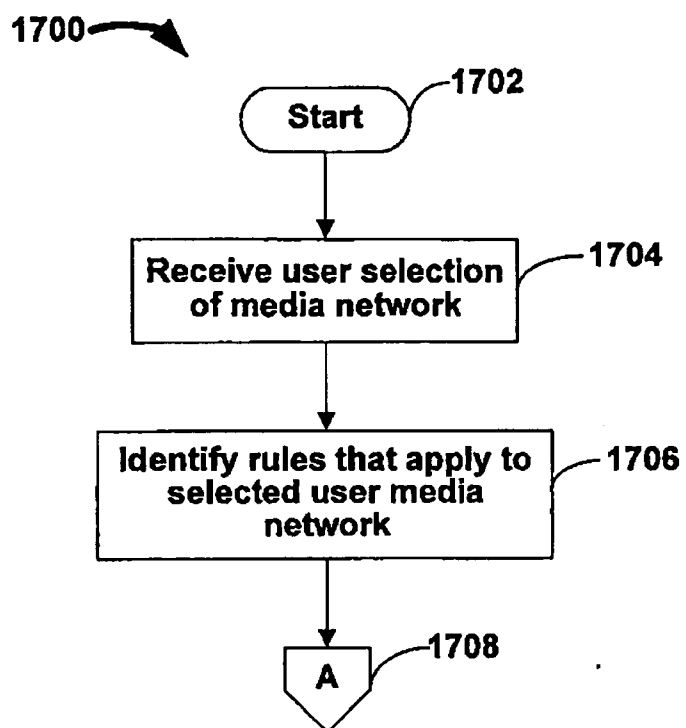 1700
1702
Start
1704
Receive user selection
of media network
1706
Identify rules that apply to
selected user media
network
1708
A